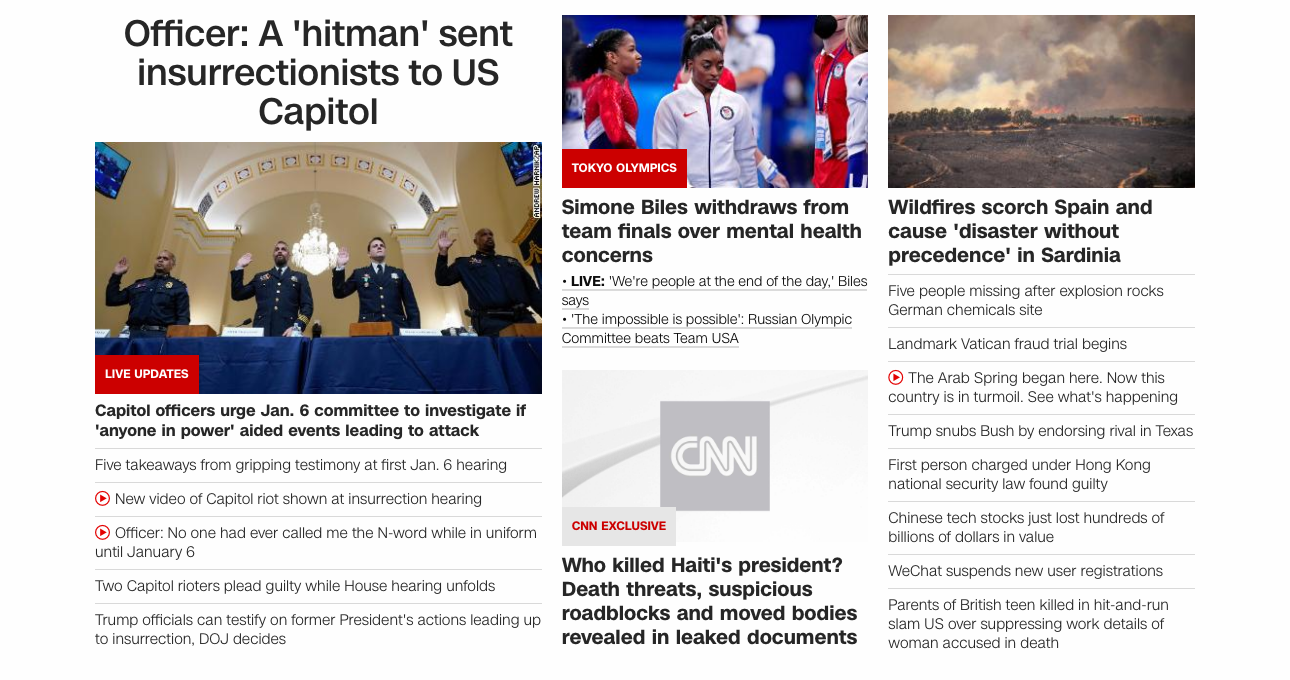 Officer: A 'hitman' sent
insurrectionists to US
Capitol
ANDREW HARNIK/AP
LIVE UPDATES
Capitol officers urge Jan. 6 committee to investigate if
'anyone in power' aided events leading to attack
Five takeaways from gripping testimony at first Jan. 6 hearing
New video of Capitol riot shown at insurrection hearing
Officer: No one had ever called me the N-word while in uniform
until January 6
Two Capitol rioters plead guilty while House hearing unfolds
Trump officials can testify on former President's actions leading up
to insurrection, DOJ decides
TOKYO OLYMPICS
Simone Biles withdraws from
team finals over mental health
concerns
• LIVE: 'We're people at the end of the day,' Biles
says
• 'The impossible is possible': Russian Olympic
Committee beats Team USA
CNN
CNN EXCLUSIVE
Who killed Haiti's president?
Death threats, suspicious
roadblocks and moved bodies
revealed in leaked documents
Wildfires scorch Spain and
cause 'disaster without
precedence' in Sardinia
Five people missing after explosion rocks
German chemicals site
Landmark Vatican fraud trial begins
The Arab Spring began here. Now this
country is in turmoil. See what's happening
Trump snubs Bush by endorsing rival in Texas
First person charged under Hong Kong
national security law found guilty
Chinese tech stocks just lost hundreds of
billions of dollars in value
WeChat suspends new user registrations
Parents of British teen killed in hit-and-run
slam US over suppressing work details of
woman accused in death